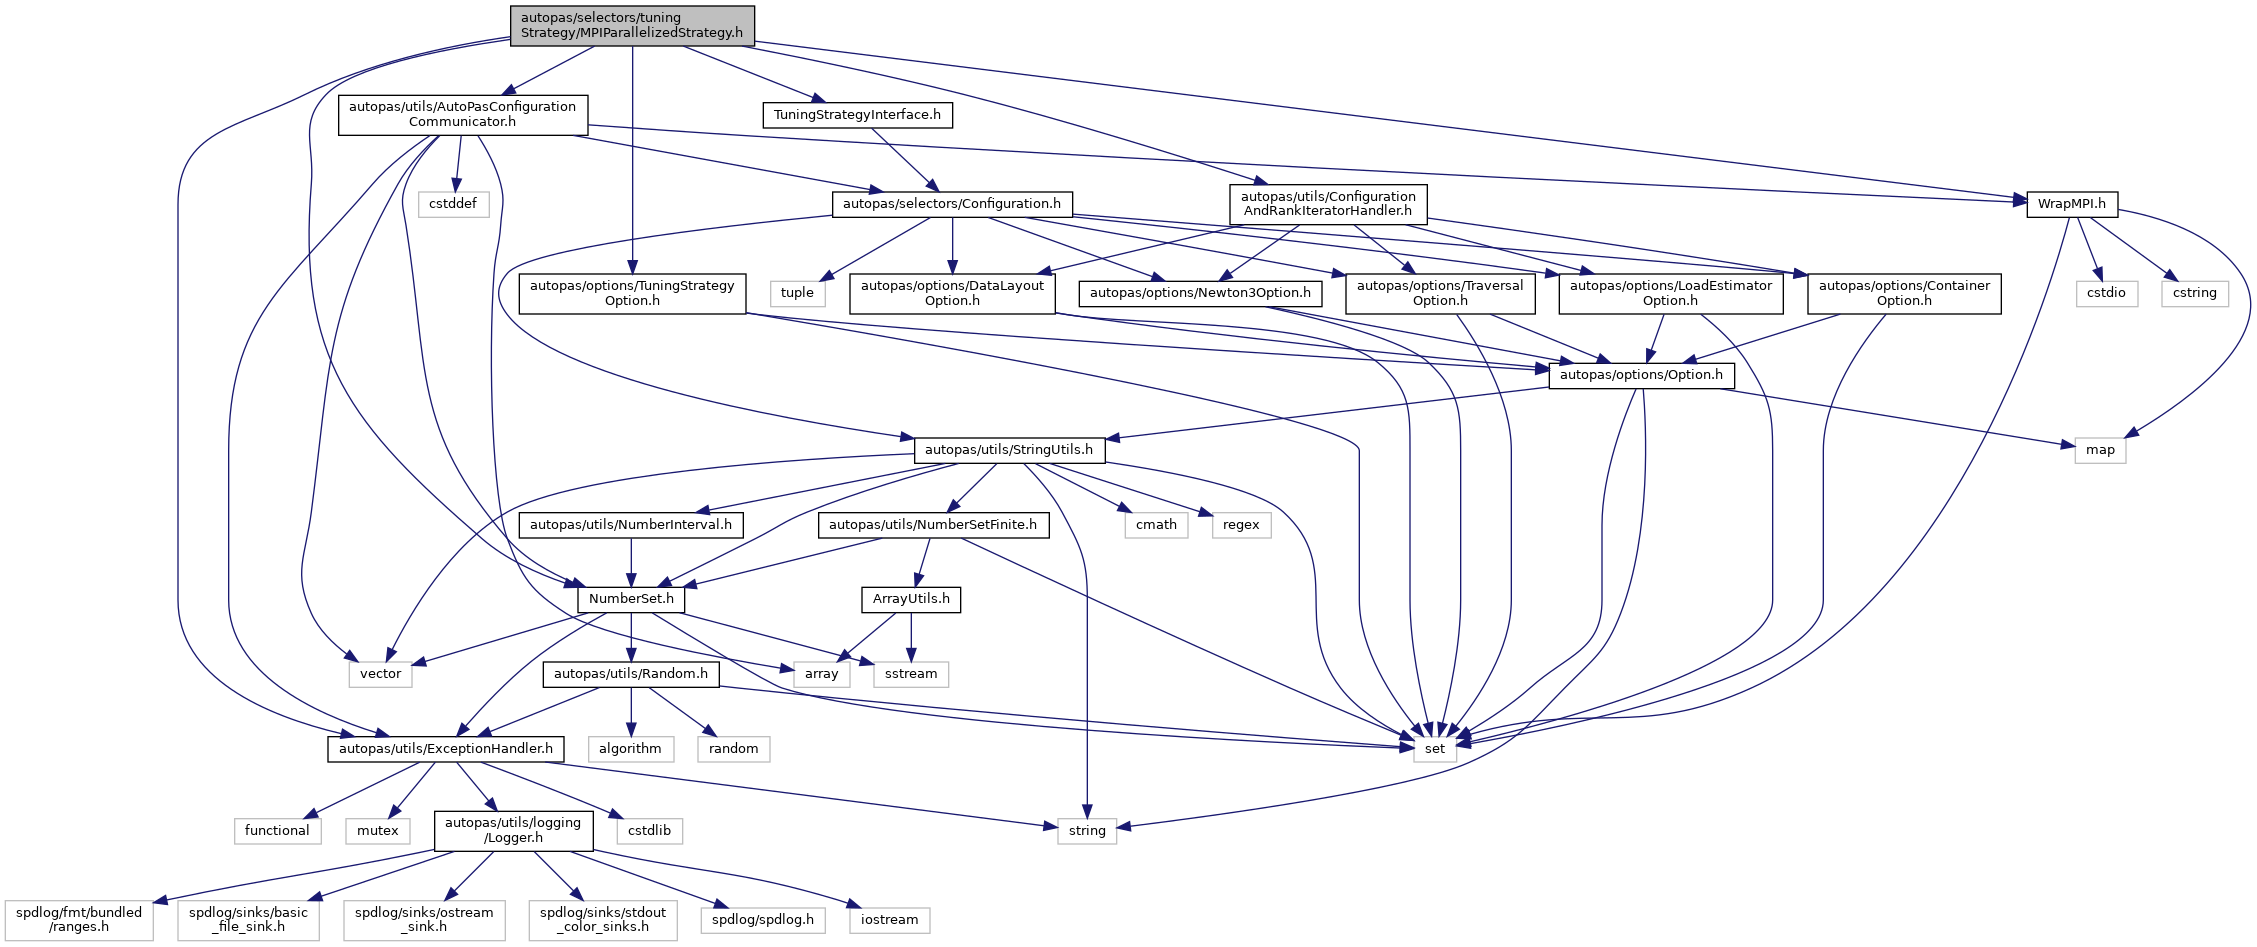 autopas/selectors/tuning
Strategy/MPIParallelizedStrategy.h
autopas/utils/AutoPasConfiguration
Communicator.h
TuningStrategyInterface.h
cstddef
autopas/selectors/Configuration.h
autopas/utils/Configuration
AndRankIteratorHandler.h
WrapMPI.h
autopas/options/TuningStrategy
Option.h
tuple
autopas/options/DataLayout
Option.h
autopas/options/Newton3Option.h
autopas/options/Traversal
Option.h
autopas/options/LoadEstimator
Option.h
autopas/options/Container
Option.h
cstdio
cstring
autopas/options/Option.h
autopas/utils/StringUtils.h
map
autopas/utils/NumberInterval.h
autopas/utils/NumberSetFinite.h
cmath
regex
NumberSet.h
ArrayUtils.h
vector
autopas/utils/Random.h
array
sstream
autopas/utils/ExceptionHandler.h
algorithm
random
set
functional
mutex
autopas/utils/logging
/Logger.h
cstdlib
string
spdlog/fmt/bundled
/ranges.h
spdlog/sinks/basic
_file_sink.h
spdlog/sinks/ostream
_sink.h
spdlog/sinks/stdout
_color_sinks.h
spdlog/spdlog.h
iostream